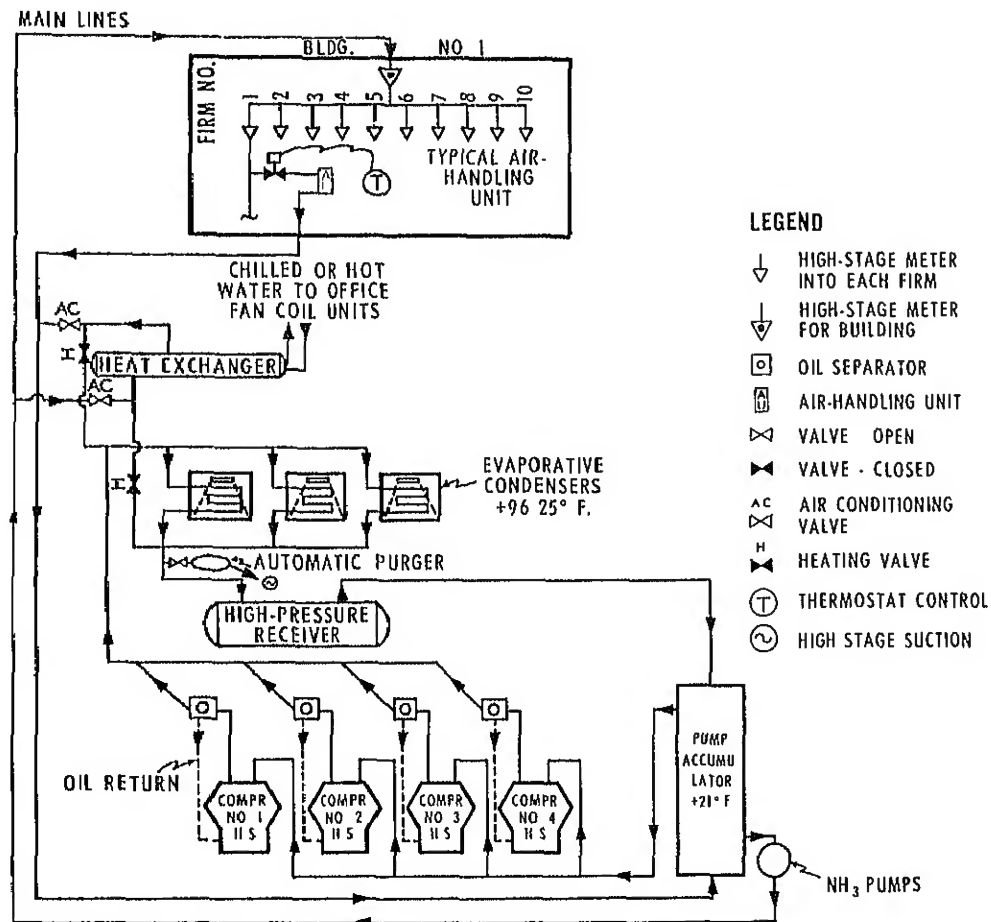 MAIN LINES
BLDG. NO 1
FIRM NO.
1 2 3 4 5 6 7 8 9 10
TYPICAL AIR-
HANDLING
UNIT
T
CHILLED OR HOT
WATER TO OFFICE
FAN COIL UNITS
AC
H
HEAT EXCHANGER
AC
H
EVAPORATIVE
CONDENSERS
+96 25° F.
AUTOMATIC PURGER
HIGH-PRESSURE
RECEIVER
OIL RETURN
COMPR
NO 1
H S
COMPR
NO 2
H S
COMPR
NO 3
H S
COMPR
NO 4
H S
PUMP
ACCUMU
LATOR
+21° F
NH3 PUMPS
LEGEND
HIGH-STAGE METER
INTO EACH FIRM
HIGH-STAGE METER
FOR BUILDING
OIL SEPARATOR
AU
AIR-HANDLING UNIT
VALVE OPEN
VALVE - CLOSED
AC
AIR CONDITIONING
VALVE
H
HEATING VALVE
T
THERMOSTAT CONTROL
HIGH STAGE SUCTION